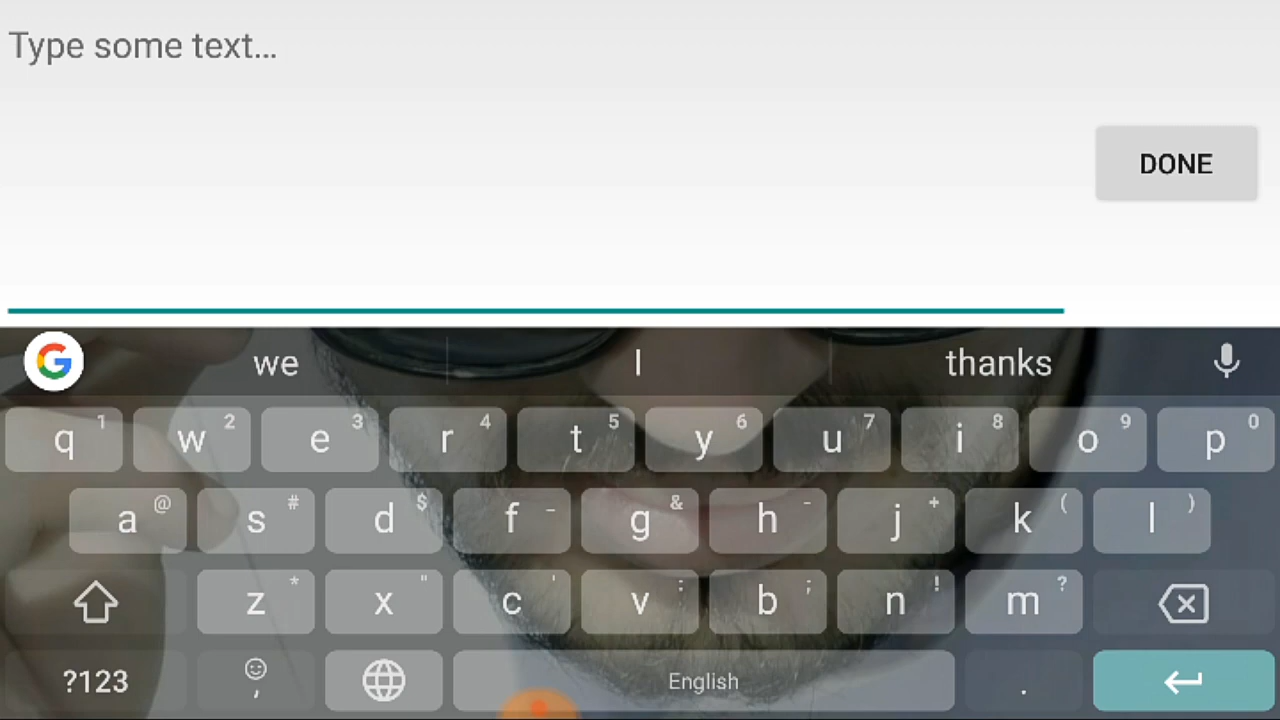 Type some text...
DONE
we I thanks
q 1 w 2 e 3 r 4 t 5 y 6 u 7 i 8 o 9 p 0
a @ s # d $ f _ g & h - j + k ( l )
z * x " c ' v : b ; n ! m ?
?123 , English .